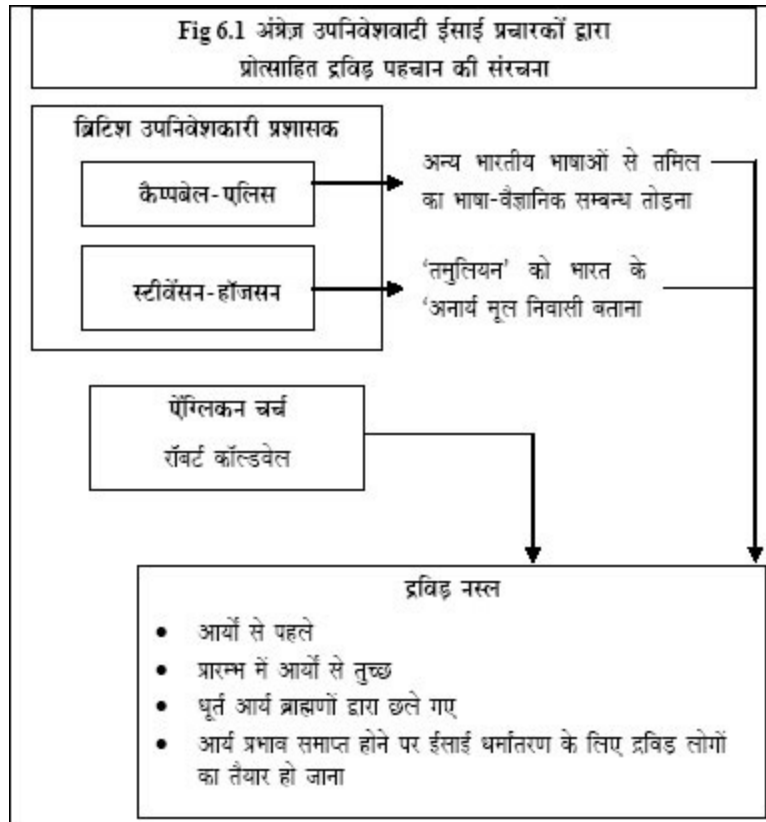 Fig 6.1 अंग्रेज़ उपनिवेशवादी ईसाई प्रचारकों द्वारा
प्रोत्साहित द्रविड़ पहचान की संरचना
ब्रिटिश उपनिवेशकारी प्रशासक
कैम्पबेल-एलिस
अन्य भारतीय भाषाओं से तमिल
का भाषा-वैज्ञानिक सम्बन्ध तोड़ना
स्टीवेंसन-हॉजसन
‘तमुलियन’ को भारत के
‘अनार्य मूल निवासी बताना
ऐंग्लिकन चर्च
रॉबर्ट कॉल्डवेल
द्रविड़ नस्ल
• आर्यों से पहले
• प्रारम्भ में आर्यों से तुच्छ
• धूर्त आर्य ब्राह्मणों द्वारा छले गए
• आर्य प्रभाव समाप्त होने पर ईसाई धर्मांतरण के लिए द्रविड़ लोगों
का तैयार हो जाना